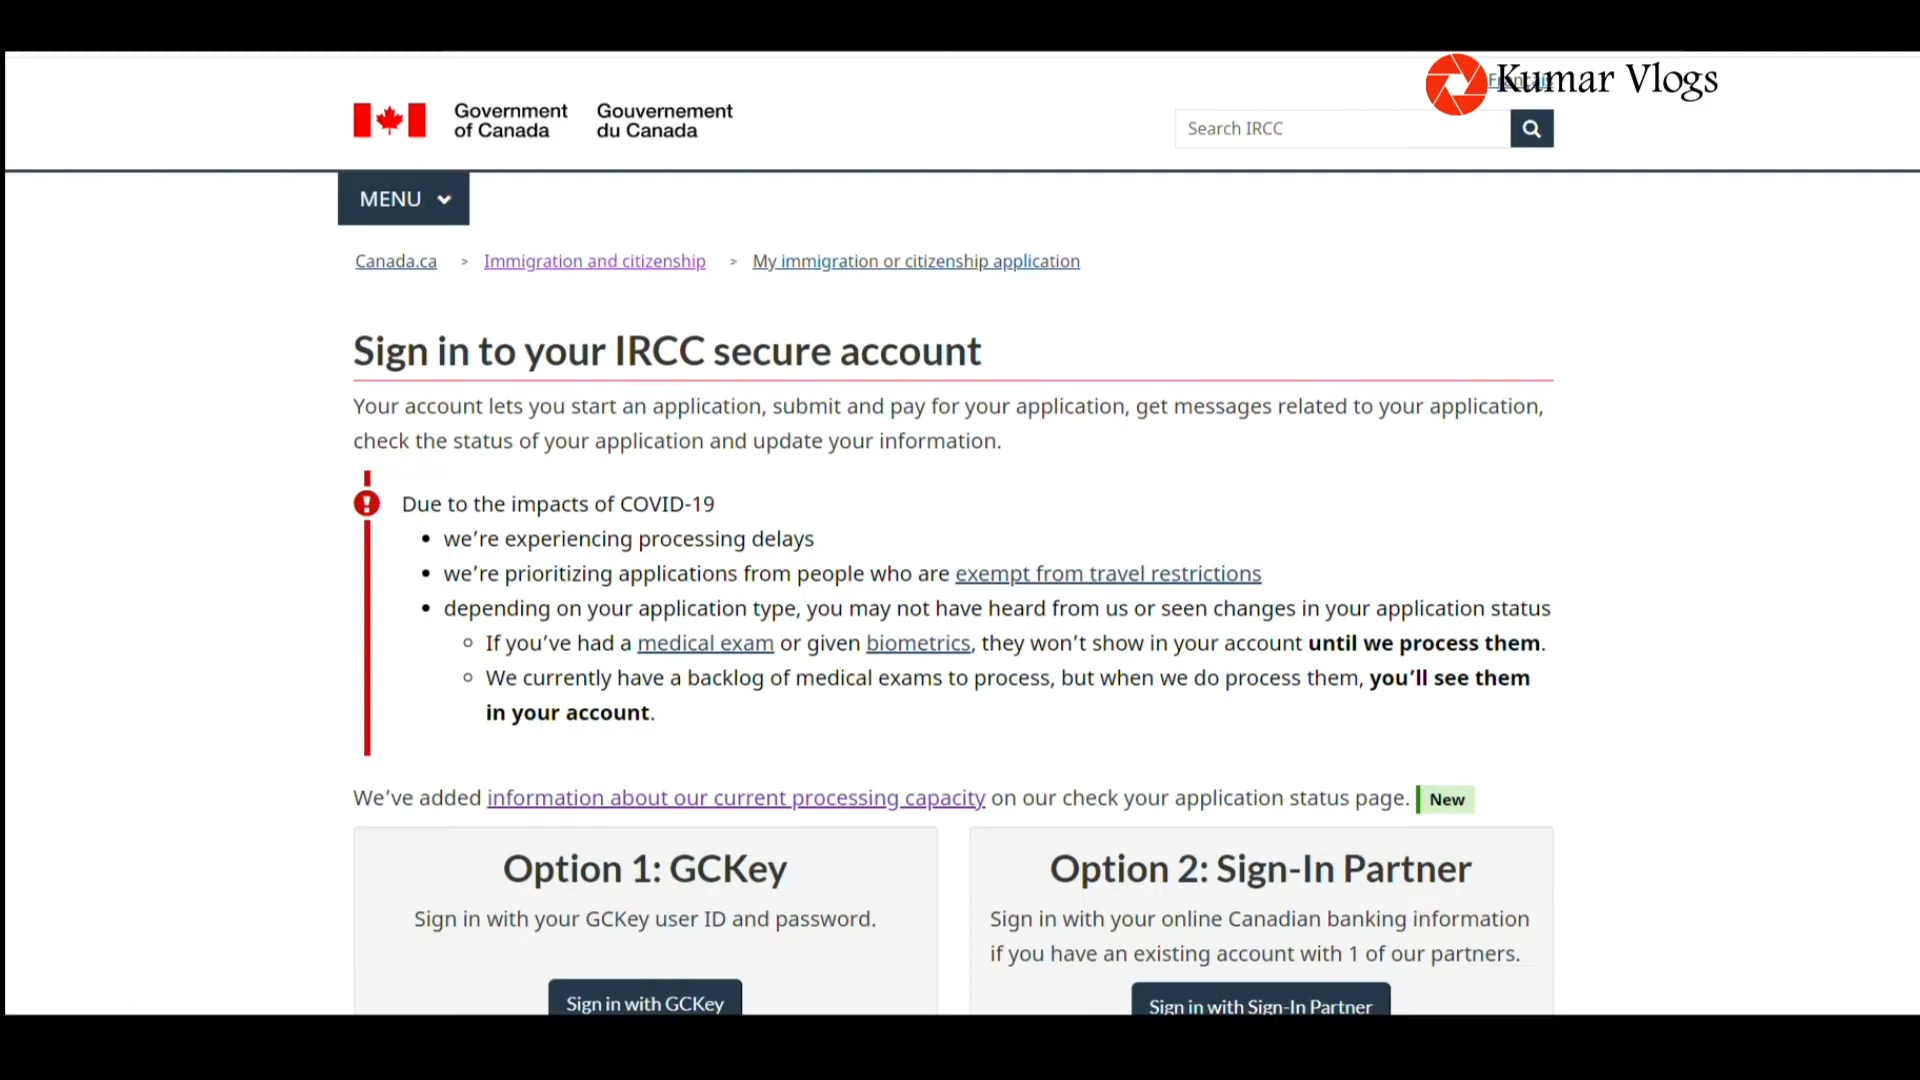 Kumar Vlogs
Government of Canada
Gouvernement du Canada
Français
Search IRCC
MENU
Canada.ca > Immigration and citizenship > My immigration or citizenship application
Sign in to your IRCC secure account
Your account lets you start an application, submit and pay for your application, get messages related to your application,
check the status of your application and update your information.
Due to the impacts of COVID-19
• we’re experiencing processing delays
• we’re prioritizing applications from people who are exempt from travel restrictions
• depending on your application type, you may not have heard from us or seen changes in your application status
◦ If you’ve had a medical exam or given biometrics, they won’t show in your account until we process them.
◦ We currently have a backlog of medical exams to process, but when we do process them, you’ll see them
in your account.
We’ve added information about our current processing capacity on our check your application status page. New
Option 1: GCKey
Sign in with your GCKey user ID and password.
Sign in with GCKey
Option 2: Sign-In Partner
Sign in with your online Canadian banking information
if you have an existing account with 1 of our partners.
Sign in with Sign-In Partner